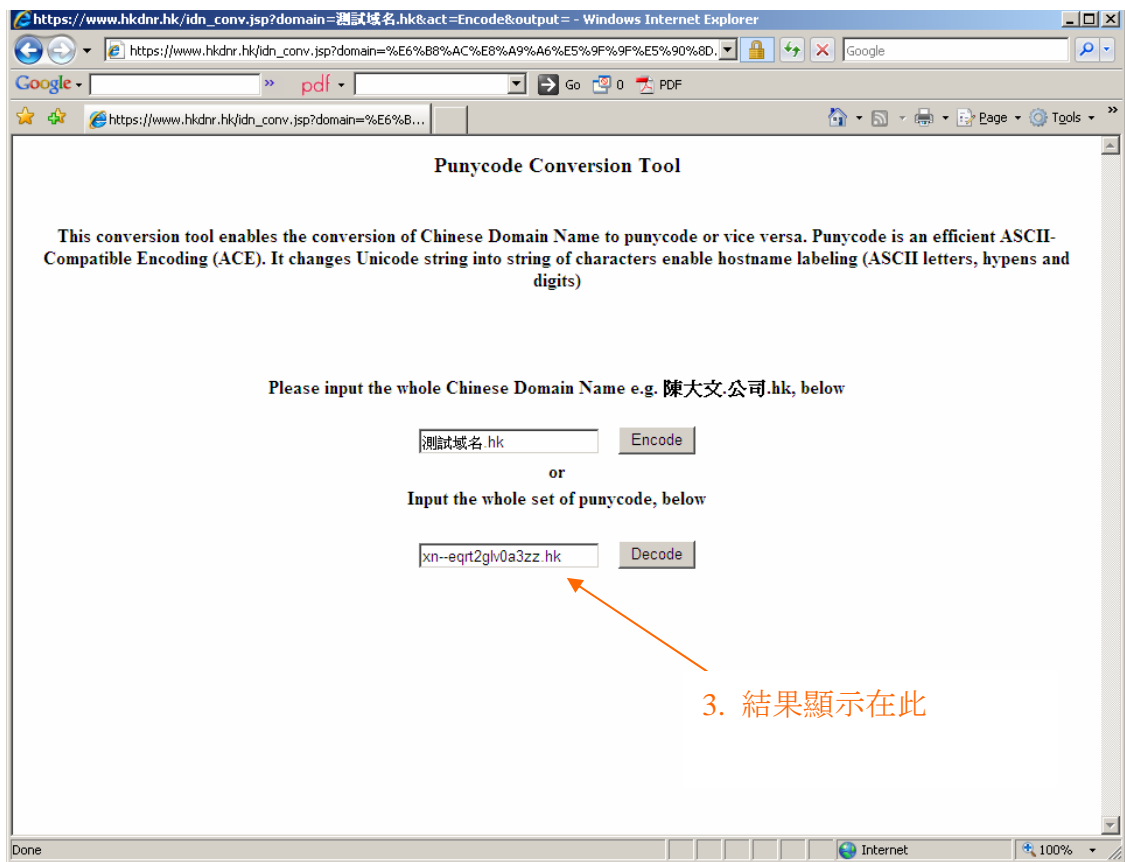 https://www.hkdnr.hk/idn_conv.jsp?domain=測試域名.hk&act=Encode&output= - Windows Internet Explorer
https://www.hkdnr.hk/idn_conv.jsp?domain=%E6%B8%AC%E8%A9%A6%E5%9F%9F%E5%90%8D. Google
Google pdf Go 0 PDF
https://www.hkdnr.hk/idn_conv.jsp?domain=%E6%B... Page Tools
Punycode Conversion Tool
This conversion tool enables the conversion of Chinese Domain Name to punycode or vice versa. Punycode is an efficient ASCII-
Compatible Encoding (ACE). It changes Unicode string into string of characters enable hostname labeling (ASCII letters, hypens and
digits)
Please input the whole Chinese Domain Name e.g. 陳大文.公司.hk, below
測試域名.hk Encode
or
Input the whole set of punycode, below
xn--eqrt2glv0a3zz.hk Decode
3. 結果顯示在此
Done Internet 100%